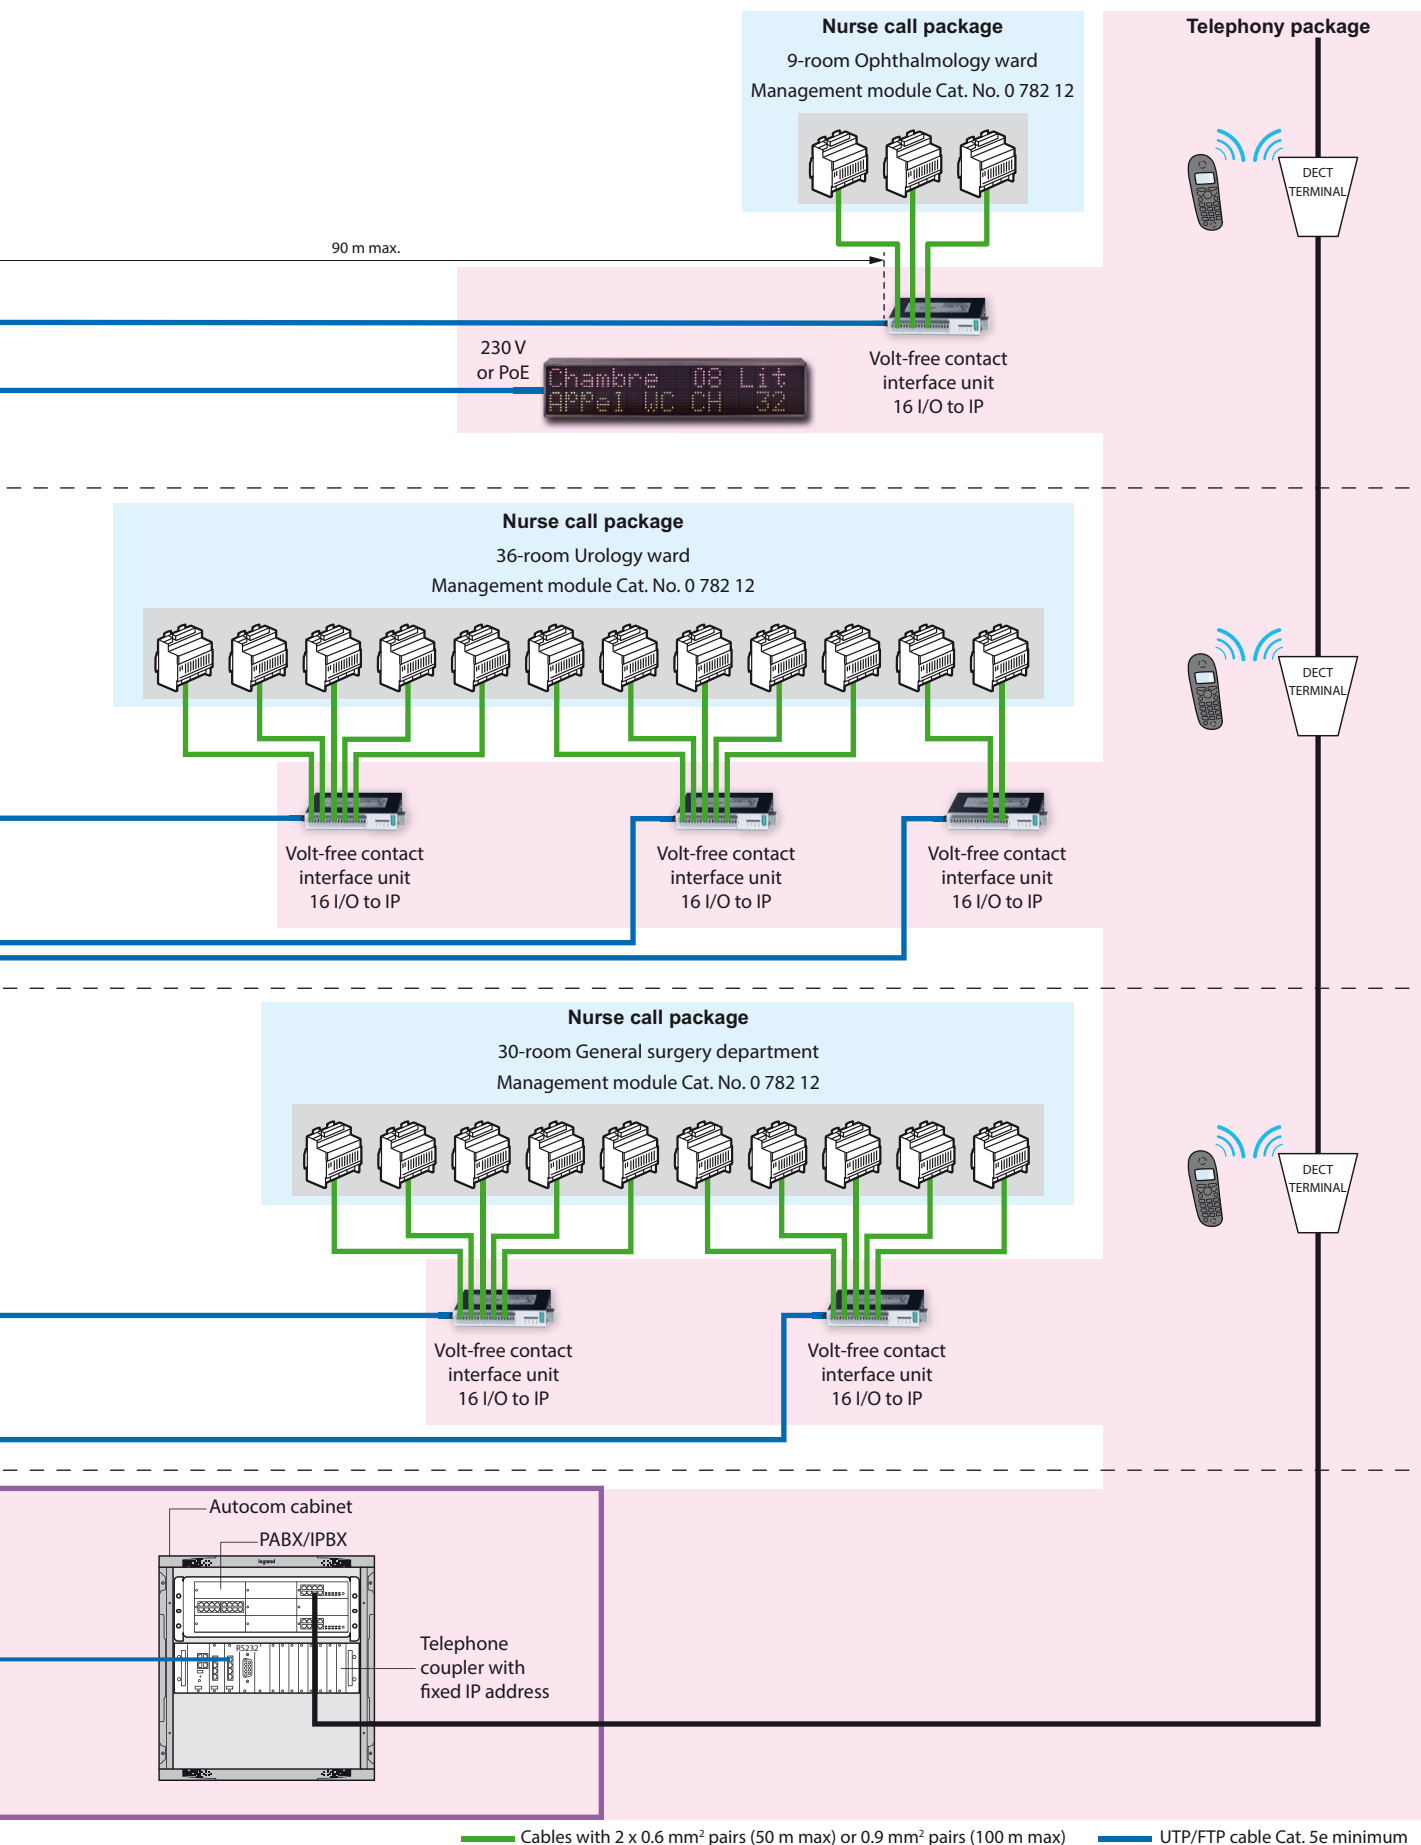 Nurse call package
9-room Ophthalmology ward
Management module Cat. No. 0 782 12
Telephony package
DECT
TERMINAL
90 m max.
230 V
or PoE
Chambre 08 Lit
APPel WC CH 32
Volt-free contact
interface unit
16 I/O to IP
Nurse call package
36-room Urology ward
Management module Cat. No. 0 782 12
DECT
TERMINAL
Volt-free contact
interface unit
16 I/O to IP
Volt-free contact
interface unit
16 I/O to IP
Volt-free contact
interface unit
16 I/O to IP
Nurse call package
30-room General surgery department
Management module Cat. No. 0 782 12
DECT
TERMINAL
Volt-free contact
interface unit
16 I/O to IP
Volt-free contact
interface unit
16 I/O to IP
Autocom cabinet
PABX/IPBX
legrand
RS232
Telephone
coupler with
fixed IP address
Cables with 2 x 0.6 mm² pairs (50 m max) or 0.9 mm² pairs (100 m max)
UTP/FTP cable Cat. 5e minimum